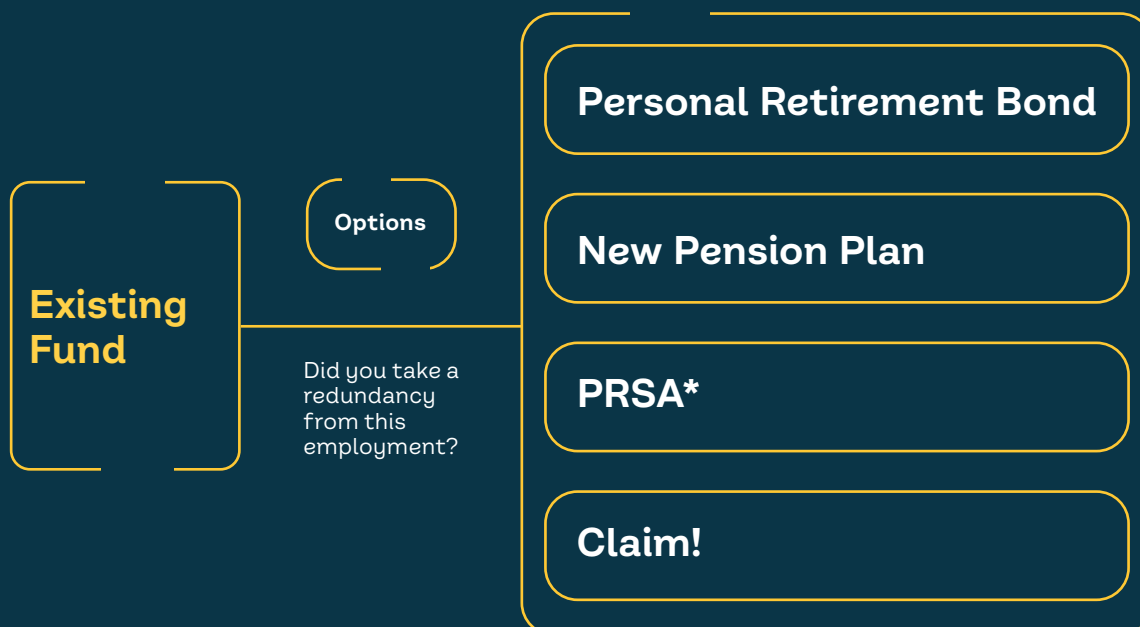 Existing
Fund
Options
Did you take a
redundancy
from this
employment?
Personal Retirement Bond
New Pension Plan
PRSA*
Claim!